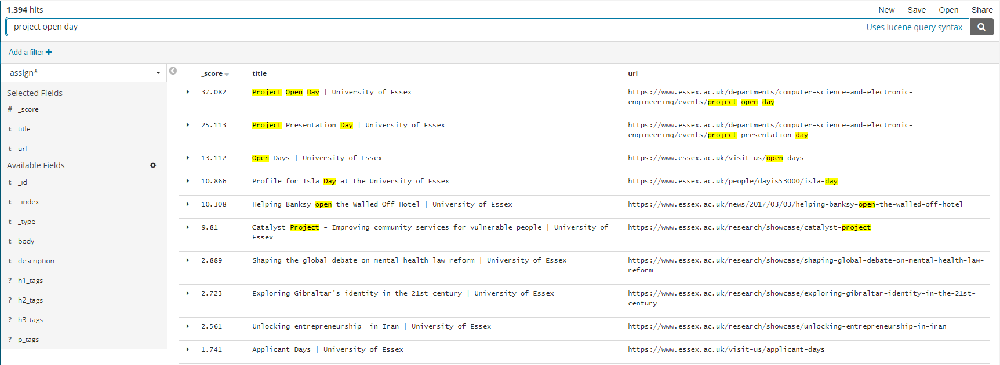 1,394 hits
New Save Open Share
project open day
Uses lucene query syntax
Add a filter
assign*
Selected Fields
# _score
t title
t url
Available Fields
t _id
t _index
t _type
t body
t description
? h1_tags
? h2_tags
? h3_tags
? p_tags
_score title url
37.082 Project Open Day | University of Essex https://www.essex.ac.uk/departments/computer-science-and-electronic-
engineering/events/project-open-day
25.113 Project Presentation Day | University of Essex https://www.essex.ac.uk/departments/computer-science-and-electronic-
engineering/events/project-presentation-day
13.112 Open Days | University of Essex https://www.essex.ac.uk/visit-us/open-days
10.866 Profile for Isla Day at the University of Essex https://www.essex.ac.uk/people/dayis53000/isla-day
10.308 Helping Banksy open the Walled Off Hotel | University of Essex https://www.essex.ac.uk/news/2017/03/03/helping-banksy-open-the-walled-off-hotel
9.81 Catalyst Project - Improving community services for vulnerable people | University of https://www.essex.ac.uk/research/showcase/catalyst-project
Essex
2.889 Shaping the global debate on mental health law reform | University of Essex https://www.essex.ac.uk/research/showcase/shaping-global-debate-on-mental-health-law-
reform
2.723 Exploring Gibraltar's identity in the 21st century | University of Essex https://www.essex.ac.uk/research/showcase/exploring-gibraltar-identity-in-the-21st-
century
2.561 Unlocking entrepreneurship in Iran | University of Essex https://www.essex.ac.uk/research/showcase/unlocking-entrepreneurship-in-iran
1.741 Applicant Days | University of Essex https://www.essex.ac.uk/visit-us/applicant-days